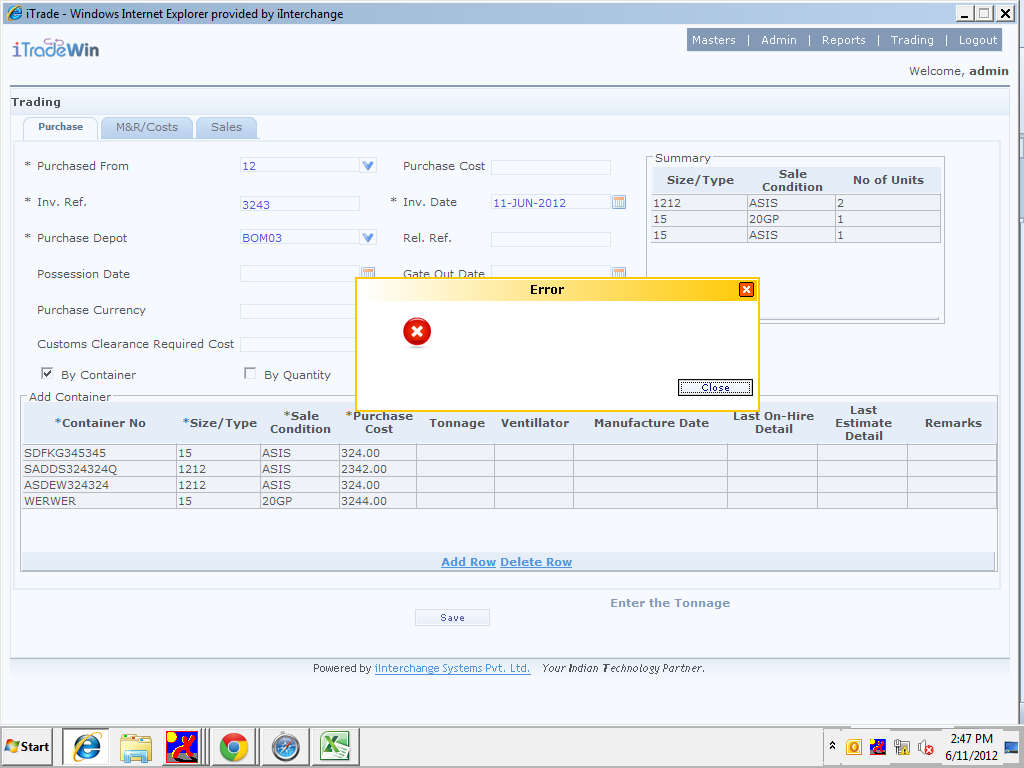 iTrade - Windows Internet Explorer provided by iInterchange
iTradeWin
Masters | Admin | Reports | Trading | Logout
Welcome, admin
Trading
Purchase M&R/Costs Sales
* Purchased From 12 Purchase Cost
* Inv. Ref. 3243 * Inv. Date 11-JUN-2012
* Purchase Depot BOM03 Rel. Ref.
Possession Date Gate Out Date
Purchase Currency
Customs Clearance Required Cost
By Container By Quantity
Summary
Size/Type Sale Condition No of Units
1212 ASIS 2
15 20GP 1
15 ASIS 1
Error
Close
Add Container
*Container No *Size/Type *Sale Condition *Purchase Cost Tonnage Ventillator Manufacture Date Last On-Hire Detail Last Estimate Detail Remarks
SDFKG345345 15 ASIS 324.00
SADDS324324Q 1212 ASIS 2342.00
ASDEW324324 1212 ASIS 324.00
WERWER 15 20GP 3244.00
Add Row Delete Row
Enter the Tonnage
Save
Powered by iInterchange Systems Pvt. Ltd. Your Indian Technology Partner.
Start
2:47 PM
6/11/2012